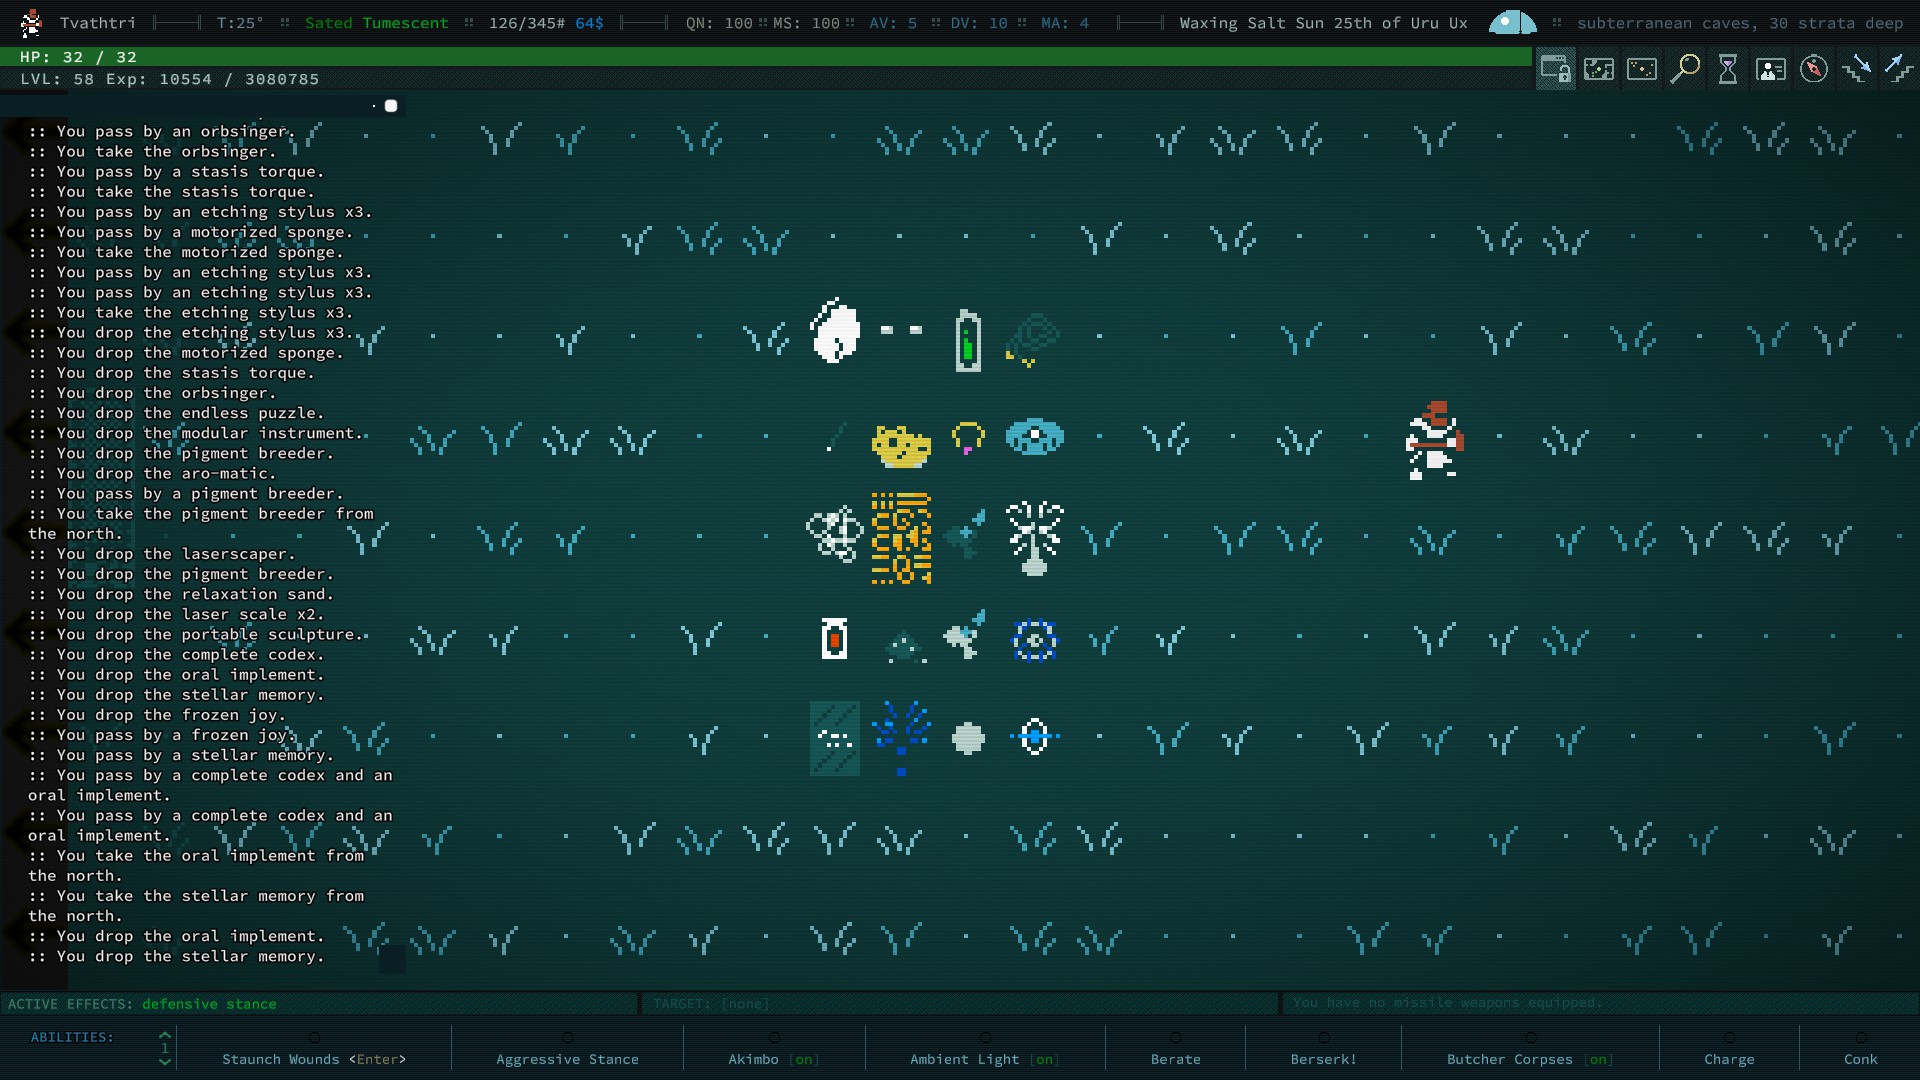 Tvathtri T:25° :: Sated Tumescent :: 126/345# 64$ QN: 100 :: MS: 100 :: AV: 5 :: DV: 10 :: MA: 4 Waxing Salt Sun 25th of Uru Ux :: subterranean caves, 30 strata deep
HP: 32 / 32
LVL: 58 Exp: 10554 / 3080785
:: You pass by an orbsinger.
:: You take the orbsinger.
:: You pass by a stasis torque.
:: You take the stasis torque.
:: You pass by an etching stylus x3.
:: You pass by a motorized sponge.
:: You take the motorized sponge.
:: You pass by an etching stylus x3.
:: You pass by an etching stylus x3.
:: You take the etching stylus x3.
:: You drop the etching stylus x3.
:: You drop the motorized sponge.
:: You drop the stasis torque.
:: You drop the orbsinger.
:: You drop the endless puzzle.
:: You drop the modular instrument.
:: You drop the pigment breeder.
:: You drop the aro-matic.
:: You pass by a pigment breeder.
:: You take the pigment breeder from
the north.
:: You drop the laserscaper.
:: You drop the pigment breeder.
:: You drop the relaxation sand.
:: You drop the laser scale x2.
:: You drop the portable sculpture.
:: You drop the complete codex.
:: You drop the oral implement.
:: You drop the stellar memory.
:: You drop the frozen joy.
:: You pass by a frozen joy.
:: You pass by a stellar memory.
:: You pass by a complete codex and an
oral implement.
:: You pass by a complete codex and an
oral implement.
:: You take the oral implement from
the north.
:: You take the stellar memory from
the north.
:: You drop the oral implement.
:: You drop the stellar memory.
ACTIVE EFFECTS: defensive stance
TARGET: [none]
You have no missile weapons equipped.
ABILITIES: 1
Staunch Wounds <Enter> Aggressive Stance Akimbo [on] Ambient Light [on] Berate Berserk! Butcher Corpses [on] Charge Conk